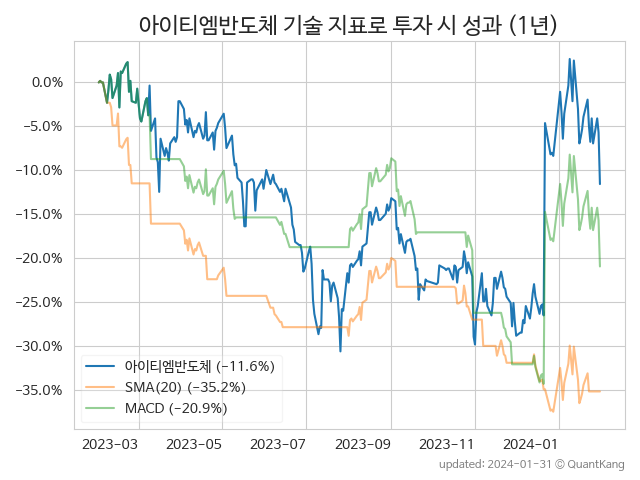 아이티엠반도체 기술 지표로 투자 시 성과 (1년)
0.0%
−5.0%
−10.0%
−15.0%
−20.0%
−25.0%
−30.0%
−35.0%
아이티엠반도체 (−11.6%)
SMA(20) (−35.2%)
MACD (−20.9%)
2023-03 2023-05 2023-07 2023-09 2023-11 2024-01
updated: 2024-01-31 © QuantKang